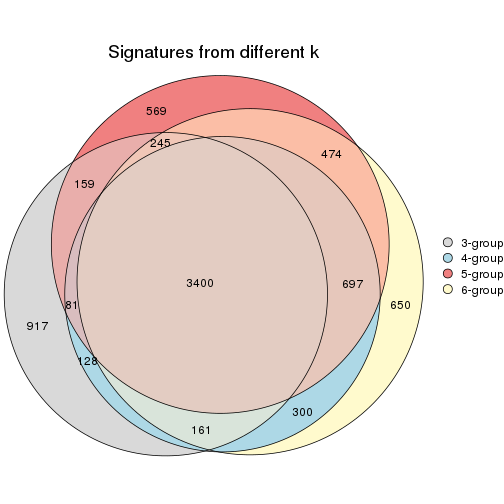 Signatures from different k
569
245
474
159
3400
697
81
650
917
128
300
161
3-group
4-group
5-group
6-group